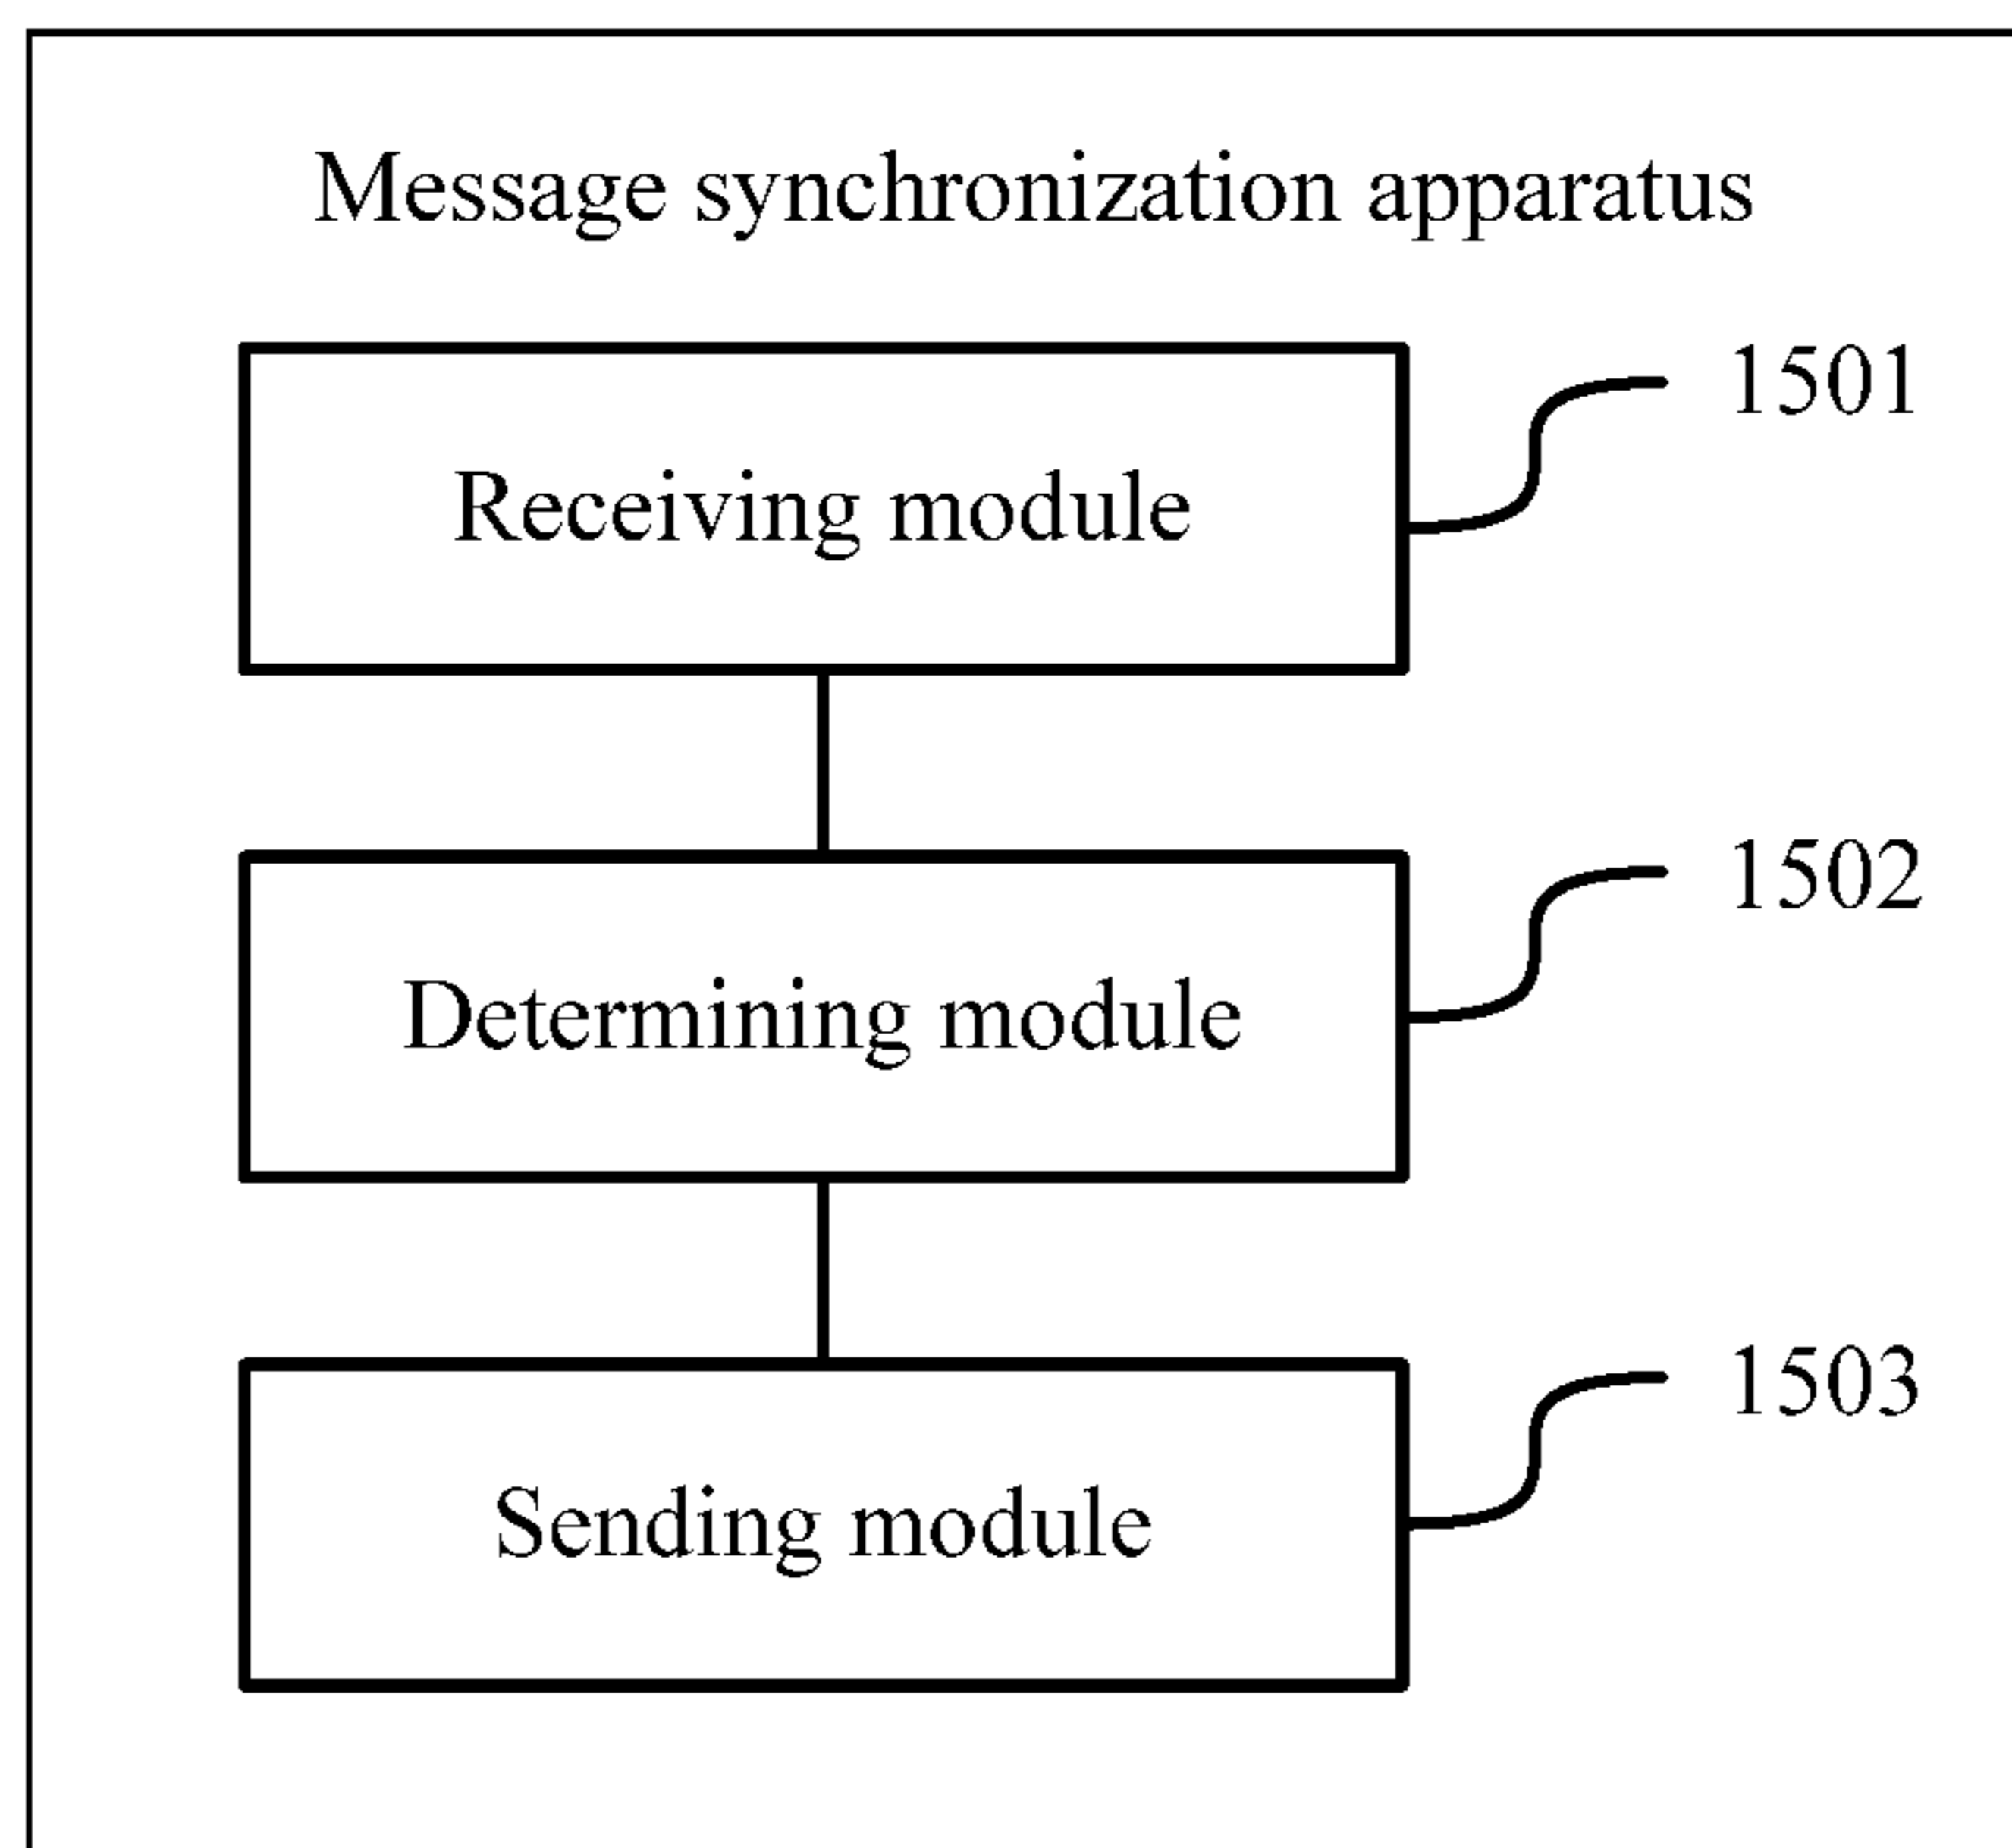 Message synchronization apparatus
1501
Receiving module
1502
Determining module
1503
Sending module